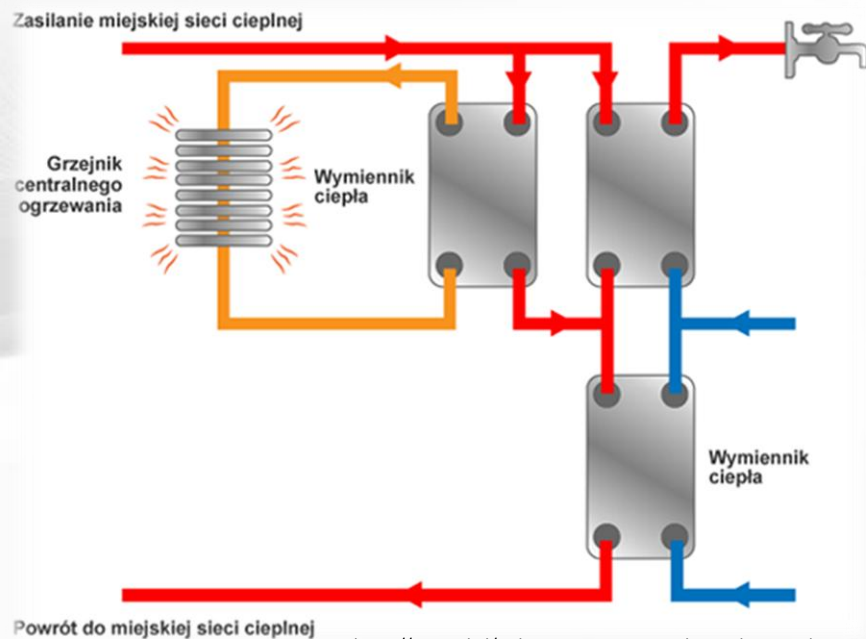 Zasilanie miejskiej sieci cieplnej
Grzejnik
centralnego
ogrzewania
Wymiennik
ciepła
Wymiennik
ciepła
Powrót do miejskiej sieci cieplnej